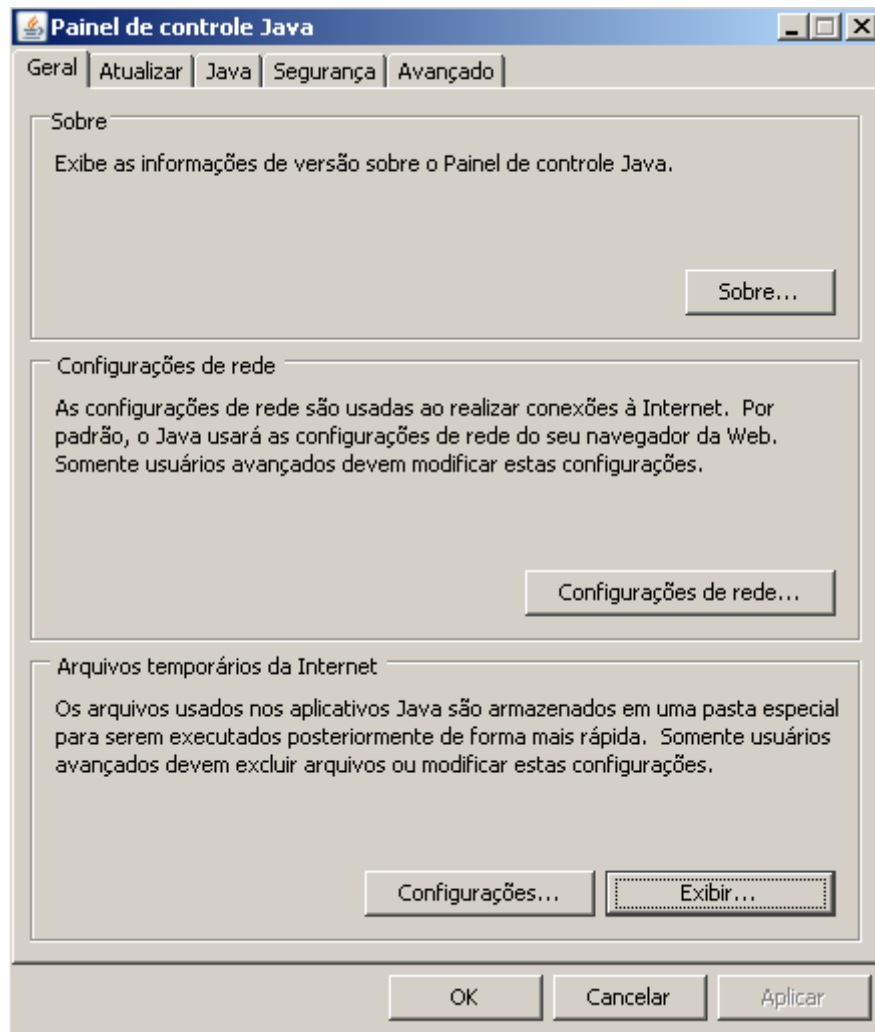 Painel de controle Java
Geral Atualizar Java Segurança Avançado
Sobre
Exibe as informações de versão sobre o Painel de controle Java.
Sobre...
Configurações de rede
As configurações de rede são usadas ao realizar conexões à Internet. Por
padrão, o Java usará as configurações de rede do seu navegador da Web.
Somente usuários avançados devem modificar estas configurações.
Configurações de rede...
Arquivos temporários da Internet
Os arquivos usados nos aplicativos Java são armazenados em uma pasta especial
para serem executados posteriormente de forma mais rápida. Somente usuários
avançados devem excluir arquivos ou modificar estas configurações.
Configurações... Exibir...
OK Cancelar Aplicar